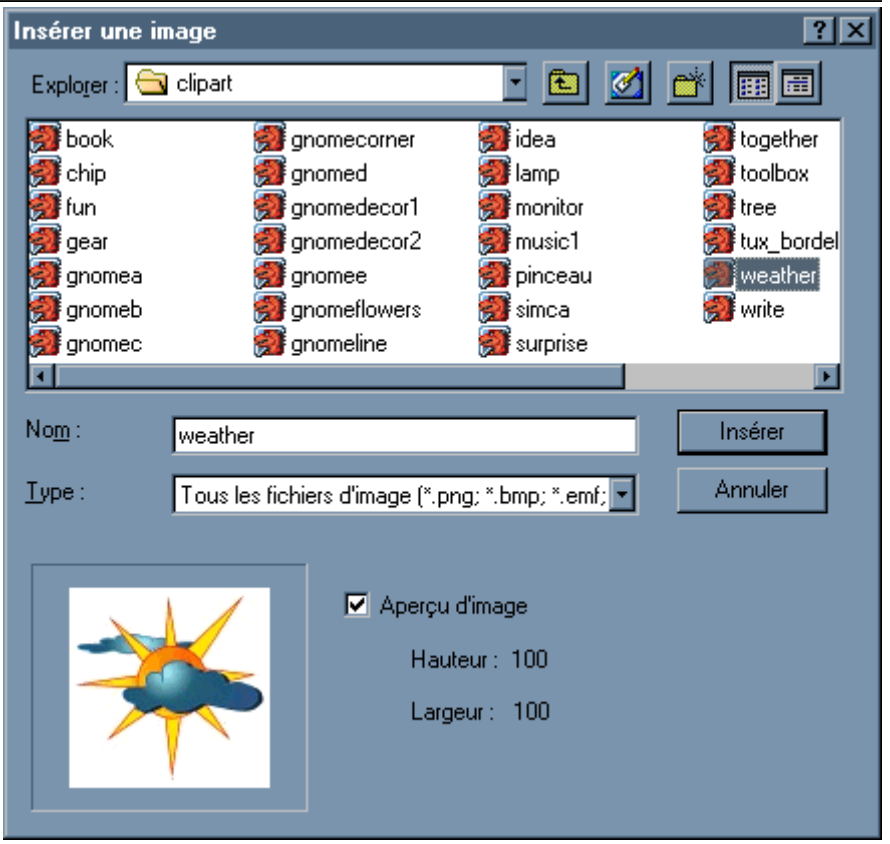 Insérer une image
Explorer : clipart
book gnomecorner idea together
chip gnomed lamp toolbox
fun gnomedecor1 monitor tree
gear gnomedecor2 music1 tux_bordel
gnomea gnomee pinceau weather
gnomeb gnomeflowers simca write
gnomec gnomeline surprise
Nom : weather Insérer
Type : Tous les fichiers d'image (*.png; *.bmp; *.emf; Annuler
Aperçu d'image
Hauteur : 100
Largeur : 100